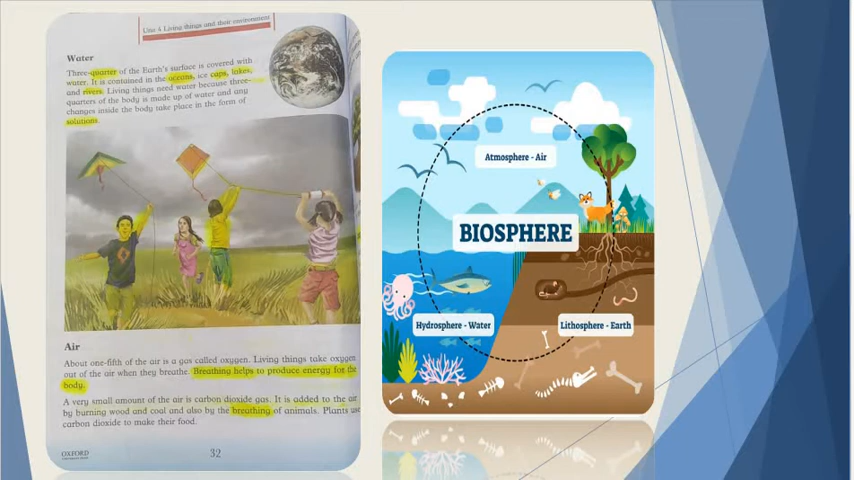 Unit 4 Living things and their environment
Water
Three-quarter of the Earth's surface is covered with
water. It is contained in the oceans, ice caps, lakes,
and rivers. Living things need water because three-
quarters of the body is made up of water and any
changes inside the body take place in the form of
solutions.
Air
About one-fifth of the air is a gas called oxygen. Living things take oxygen
out of the air when they breathe. Breathing helps to produce energy for the
body.
A very small amount of the air is carbon dioxide gas. It is added to the air
by burning wood and coal and also by the breathing of animals. Plants use
carbon dioxide to make their food.
OXFORD
32
Atmosphere - Air
BIOSPHERE
Hydrosphere - Water
Lithosphere - Earth